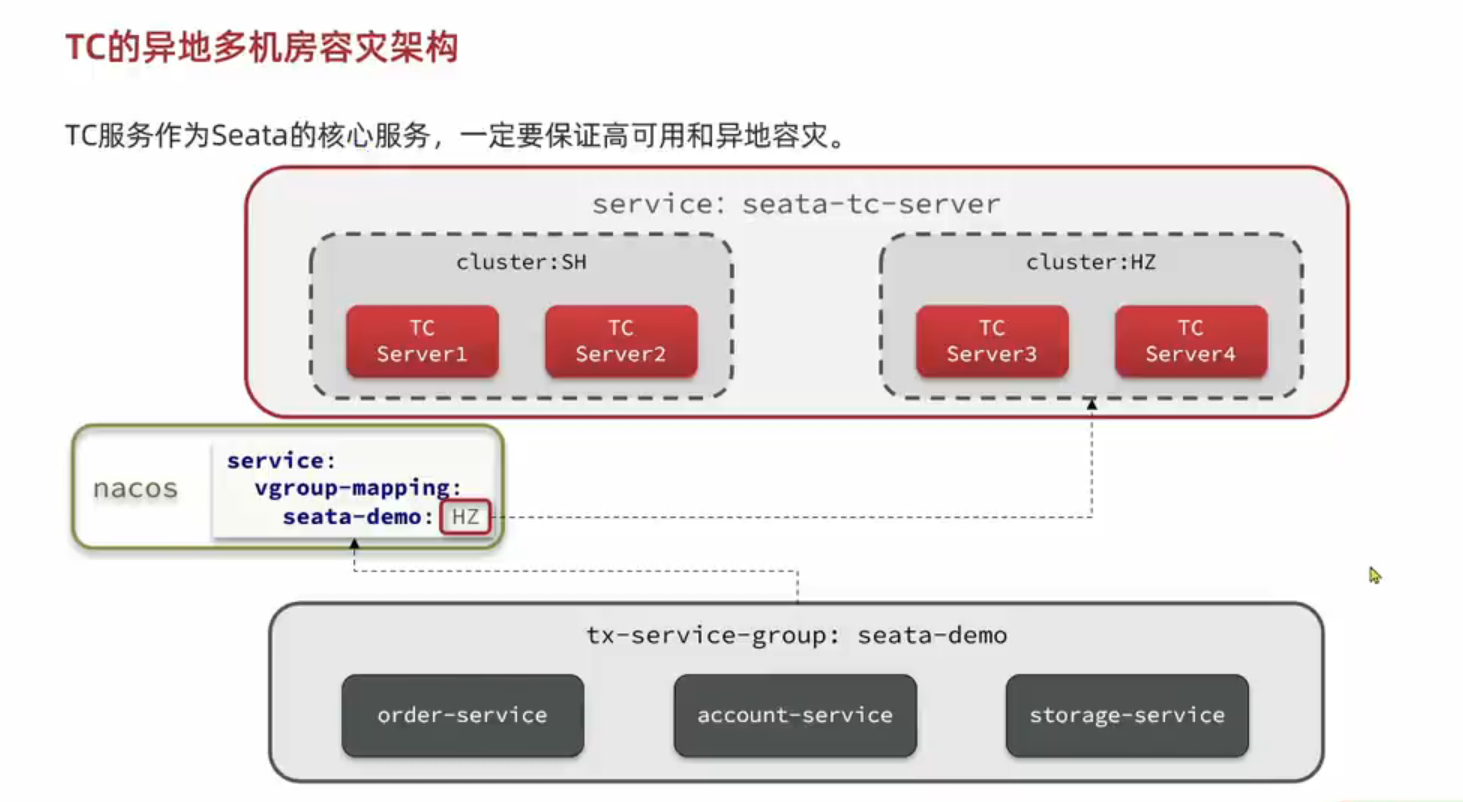 TC的异地多机房容灾架构
TC服务作为Seata的核心服务，一定要保证高可用和异地容灾。
service: seata-tc-server
cluster:SH
cluster:HZ
TC
Server1
TC
Server2
TC
Server3
TC
Server4
nacos
service:
vgroup-mapping:
seata-demo: HZ
tx-service-group: seata-demo
order-service
account-service
storage-service